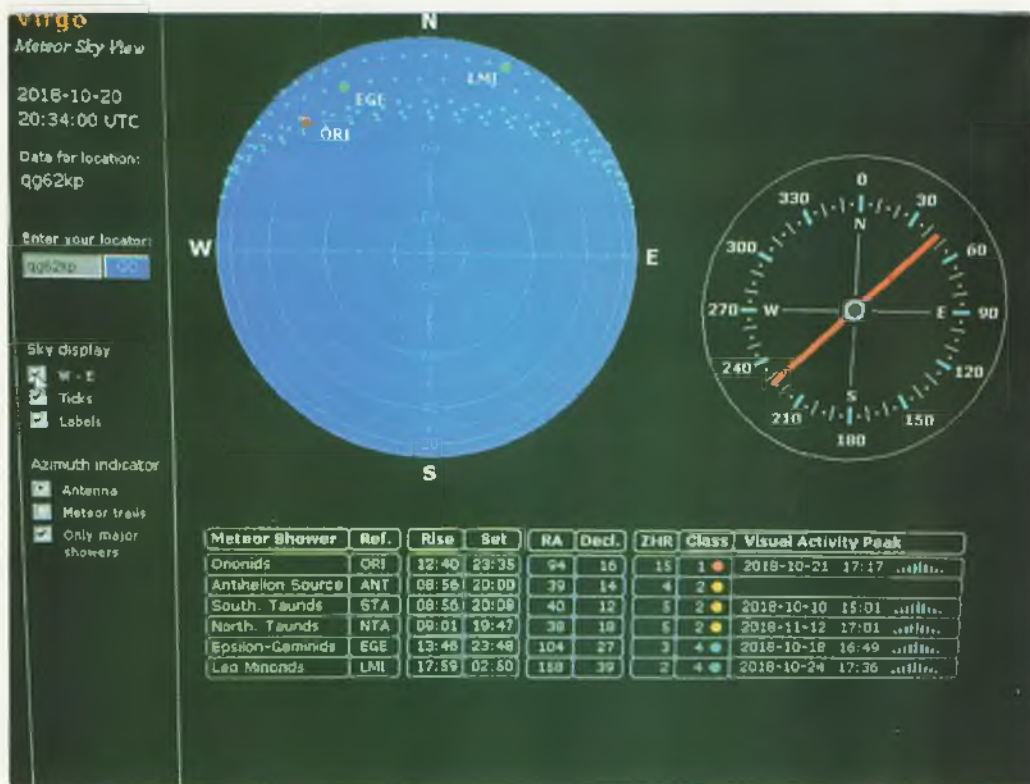 Virgo
Meteor Sky View
2018-10-20
20:34:00 UTC
Data for location:
qg62kp
Enter your locator:
qg62kp GO
Sky display
W - E
Ticks
Labels
Azimuth indicator
Antenna
Meteor trails
Only major
showers
N
LMI
EGE
ORI
W
E
S
0
330
30
N
300
60
270
W
E
90
240
120
S
210
150
180
Meteor Shower Ref. Rise Set RA Decl. ZHR Class Visual Activity Peak
Orionids ORI 12:40 23:35 94 16 15 1 2018-10-21 17:17
Antihelion Source ANT 08:56 20:00 39 14 4 2
South. Taurids STA 08:56 20:08 40 12 5 2 2018-10-10 15:01
North. Taurids NTA 09:01 19:47 38 18 5 2 2018-11-12 17:01
Epsilon-Geminids EGE 13:46 23:48 104 27 3 4 2018-10-18 16:49
Leo Minorids LMI 17:59 02:50 158 39 2 4 2018-10-24 17:36